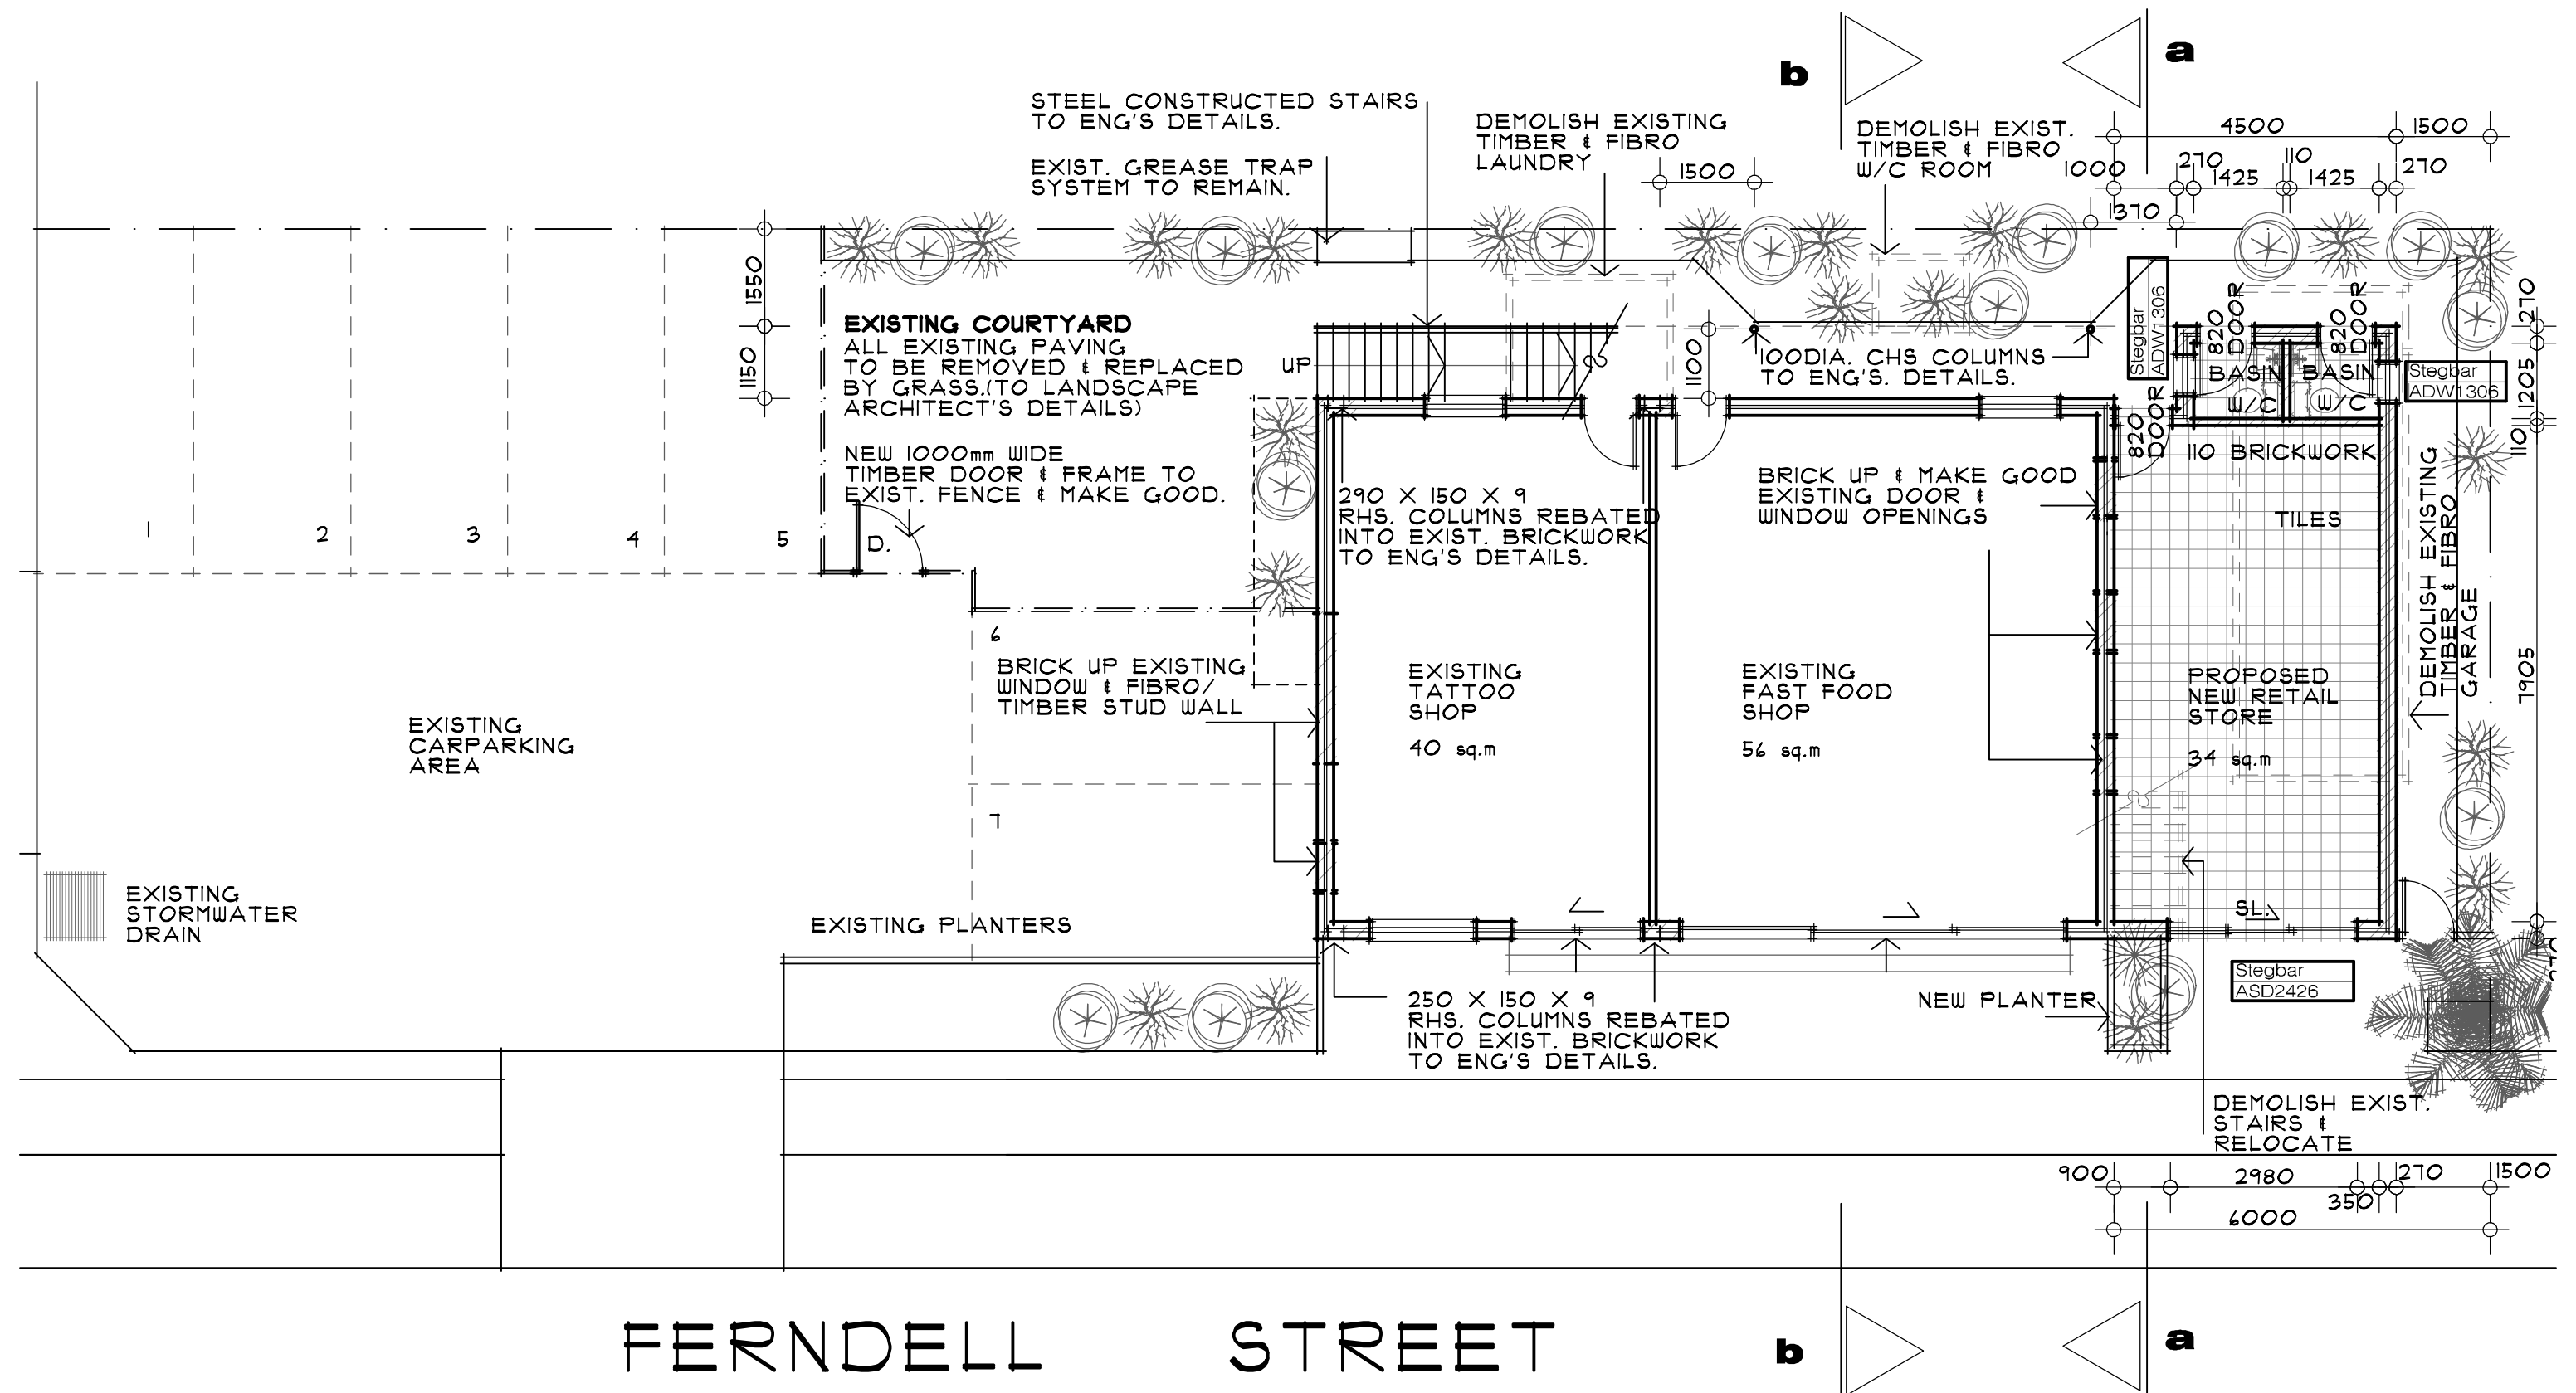 b
a
STEEL CONSTRUCTED STAIRS
TO ENG'S DETAILS.
EXIST. GREASE TRAP
SYSTEM TO REMAIN.
DEMOLISH EXISTING
TIMBER & FIBRO
LAUNDRY
1500
DEMOLISH EXIST.
TIMBER & FIBRO
W/C ROOM
4500
1500
1000
270
110
270
1425
1425
1370
1550
1150
EXISTING COURTYARD
ALL EXISTING PAVING
TO BE REMOVED & REPLACED
BY GRASS.(TO LANDSCAPE
ARCHITECT'S DETAILS)
NEW 1000mm WIDE
TIMBER DOOR & FRAME TO
EXIST. FENCE & MAKE GOOD.
D.
UP
1100
100DIA. CHS COLUMNS
TO ENG'S. DETAILS.
Stegbar
ADW1306
820
DOOR
820
DOOR
BASIN
BASIN
W/C
W/C
Stegbar
ADW1306
820
DOOR
110 BRICKWORK
270
1205
110
7905
290 X 150 X 9
RHS. COLUMNS REBATED
INTO EXIST. BRICKWORK
TO ENG'S DETAILS.
BRICK UP & MAKE GOOD
EXISTING DOOR &
WINDOW OPENINGS
TILES
DEMOLISH EXISTING
TIMBER & FIBRO
GARAGE
1
2
3
4
5
6
7
BRICK UP EXISTING
WINDOW & FIBRO/
TIMBER STUD WALL
EXISTING
TATTOO
SHOP
40 sq.m
EXISTING
FAST FOOD
SHOP
56 sq.m
PROPOSED
NEW RETAIL
STORE
34 sq.m
EXISTING
CARPARKING
AREA
EXISTING
STORMWATER
DRAIN
EXISTING PLANTERS
SL.
250 X 150 X 9
RHS. COLUMNS REBATED
INTO EXIST. BRICKWORK
TO ENG'S DETAILS.
NEW PLANTER
Stegbar
ASD2426
DEMOLISH EXIST.
STAIRS &
RELOCATE
900
2980
350
270
1500
6000
FERNDELL STREET
b
a